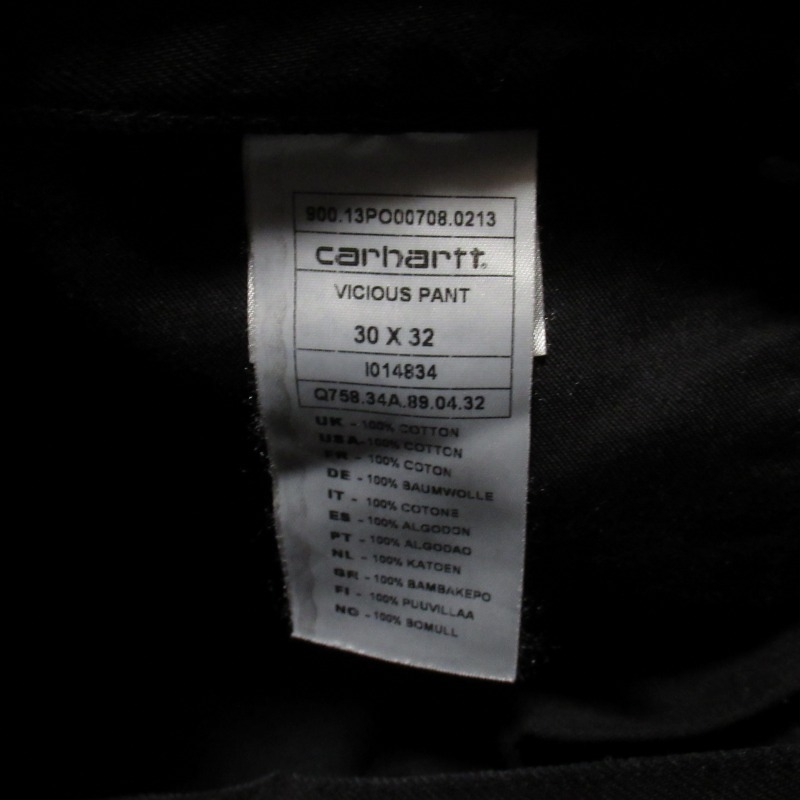 900.13PO00708.0213
carhartt.
VICIOUS PANT
30 X 32
I014834
Q758.34A.89.04.32
UK - 100% COTTON
USA-100% COTTON
FR - 100% COTON
DE - 100% BAUMWOLLE
IT - 100% COTONE
ES - 100% ALGODON
PT - 100% ALGODAO
NL - 100% KATOEN
GR - 100% BAMBAKEPO
FI - 100% PUUVILLAA
NG - 100% BOMULL